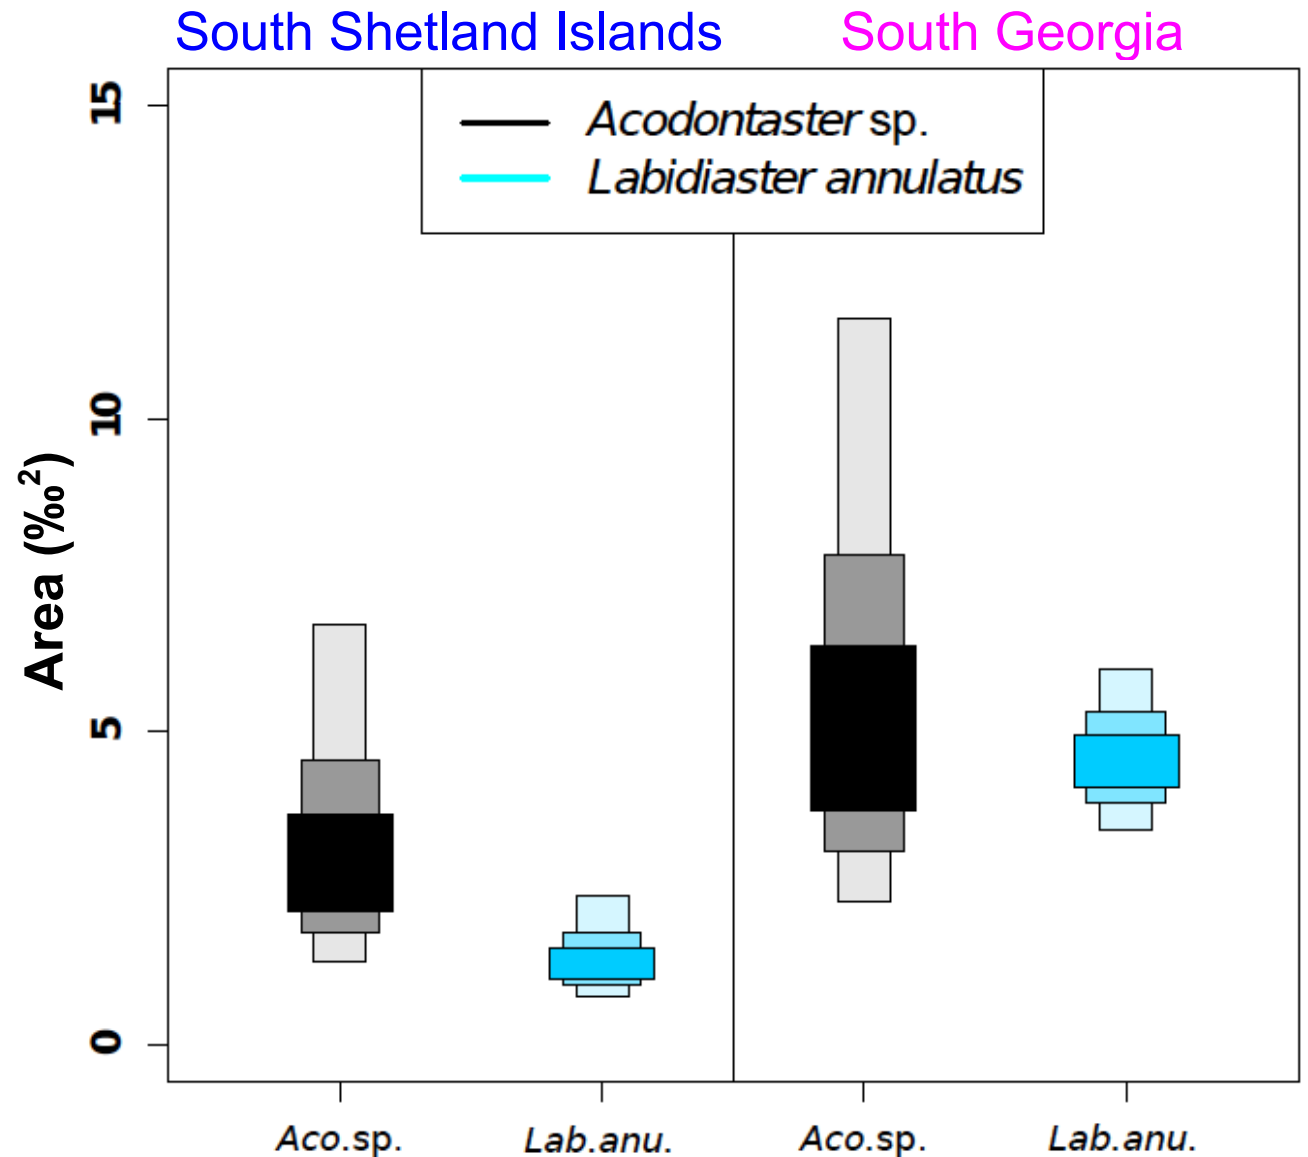 South Shetland Islands
South Georgia
Acodontaster sp.
Labidiaster annulatus
Area (‰²)
15
10
5
0
Aco.sp.
Lab.anu.
Aco.sp.
Lab.anu.